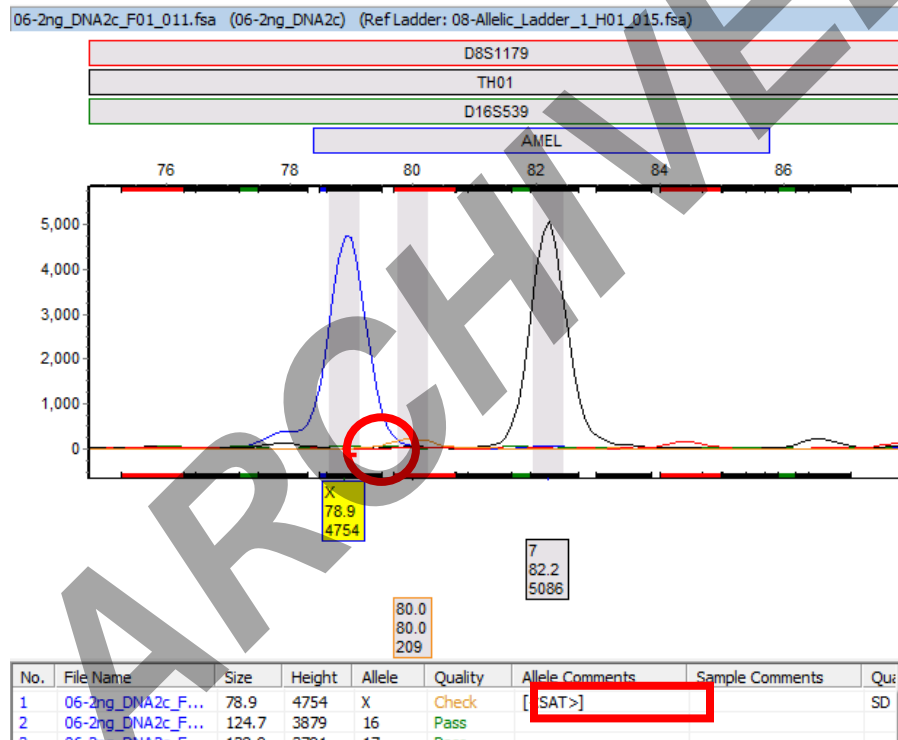 06-2ng_DNA2c_F01_011.fsa (06-2ng_DNA2c) (Ref Ladder: 08-Allelic_Ladder_1_H01_015.fsa)
D8S1179
TH01
D16S539
AMEL
76 78 80 82 84 86
5,000
4,000
3,000
2,000
1,000
0
X
78.9
4754
7
82.2
5086
80.0
80.0
209
No. File Name Size Height Allele Quality Allele Comments Sample Comments
1 06-2ng_DNA2c_F... 78.9 4754 X Check SAT>] SD
2 06-2ng_DNA2c_F... 124.7 3879 16 Pass
ARCHIVE